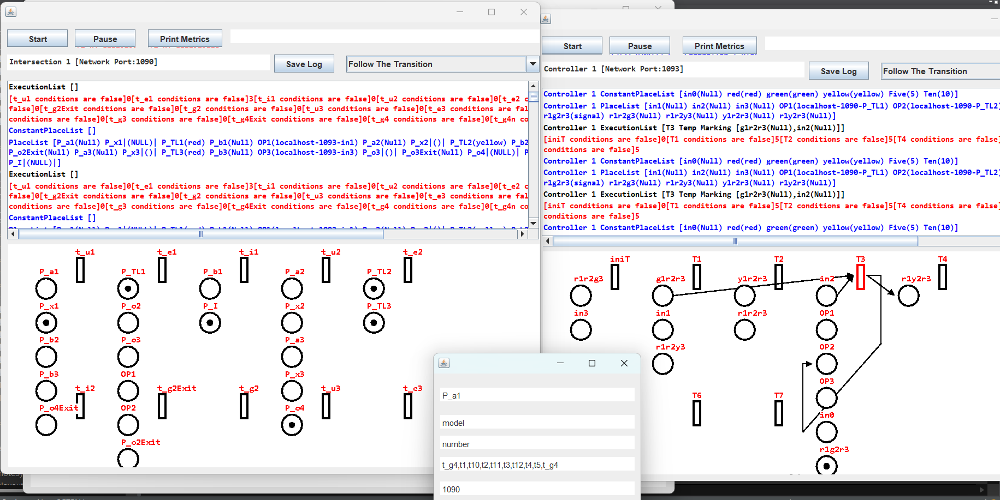 Start
Pause
Print Metrics
Intersection 1 [Network Port:1090]
Save Log
Follow The Transition
ExecutionList []
[t_u1 conditions are false]0[t_e1 conditions are false]3[t_i1 conditions are false]0[t_u2 conditions are false]0[t_e2 c
false]0[t_g2Exit conditions are false]0[t_g2 conditions are false]0[t_u3 conditions are false]0[t_e3 conditions are fal
conditions are false]0[t_g3 conditions are false]0[t_g4Exit conditions are false]0[t_g4 conditions are false]0[t_g4n co
ConstantPlaceList []
PlaceList [P_a1(Null) P_x1|(NULL)| P_TL1(red) P_b1(Null) OP1(localhost-1093-in1) P_a2(Null) P_x2|()| P_TL2(yellow) P_b2
P_o2Exit(Null) P_a3(Null) P_x3|()| P_TL3(red) P_b3(Null) OP3(localhost-1093-in3) P_o3|()| P_o3Exit(Null) P_o4|(NULL)| P
P_I|(NULL)|]
ExecutionList []
[t_u1 conditions are false]0[t_e1 conditions are false]3[t_i1 conditions are false]0[t_u2 conditions are false]0[t_e2 c
false]0[t_g2Exit conditions are false]0[t_g2 conditions are false]0[t_u3 conditions are false]0[t_e3 conditions are fal
conditions are false]0[t_g3 conditions are false]0[t_g4Exit conditions are false]0[t_g4 conditions are false]0[t_g4n co
ConstantPlaceList []
PlaceList [P_a1(Null) P_x1|(NULL)| P_TL1(red) P_b1(Null) OP1(localhost-1093-in1) P_a2(Null) P_x2|()| P_TL2(yellow) P_b2
t_u1 t_e1 t_i1 t_u2 t_e2
P_a1 P_TL1 P_b1 P_a2 P_TL2
P_x1 P_o2 P_I P_x2 P_TL3
P_b2 P_o3 P_a3
P_b3 OP1 P_x3
t_i2 t_g2Exit t_g2 t_u3 t_e3
P_o4Exit OP2 P_o4
P_o2Exit
Start
Pause
Print Metrics
Controller 1 [Network Port:1093]
Save Log
Follow The Transition
Controller 1 ConstantPlaceList [in0(Null) red(red) green(green) yellow(yellow) Five(5) Ten(10)]
Controller 1 PlaceList [in1(Null) in2(Null) in3(Null) OP1(localhost-1090-P_TL1) OP2(localhost-1090-P_TL2)
r1g2r3(signal) r1r2g3(Null) r1r2y3(Null) y1r2r3(Null) r1y2r3(Null)]
Controller 1 ExecutionList [T3 Temp Marking [g1r2r3(Null),in2(Null)]]
[iniT conditions are false]0[T1 conditions are false]5[T2 conditions are false]5[T4 conditions are false]
conditions are false]5
Controller 1 ConstantPlaceList [in0(Null) red(red) green(green) yellow(yellow) Five(5) Ten(10)]
Controller 1 PlaceList [in1(Null) in2(Null) in3(Null) OP1(localhost-1090-P_TL1) OP2(localhost-1090-P_TL2)
r1g2r3(signal) r1r2g3(Null) r1r2y3(Null) y1r2r3(Null) r1y2r3(Null)]
Controller 1 ExecutionList [T3 Temp Marking [g1r2r3(Null),in2(Null)]]
[iniT conditions are false]0[T1 conditions are false]5[T2 conditions are false]5[T4 conditions are false]
conditions are false]5
Controller 1 ConstantPlaceList [in0(Null) red(red) green(green) yellow(yellow) Five(5) Ten(10)]
iniT T1 T2 T3 T4
r1r2g3 g1r2r3 y1r2r3 in2 r1y2r3
in3 in1 r1r2r3 OP1
r1r2y3 OP2
OP3
T6 T7
in0
r1g2r3
P_a1
model
number
t_g4,t1,t10,t2,t11,t3,t12,t4,t5,t_g4
1090